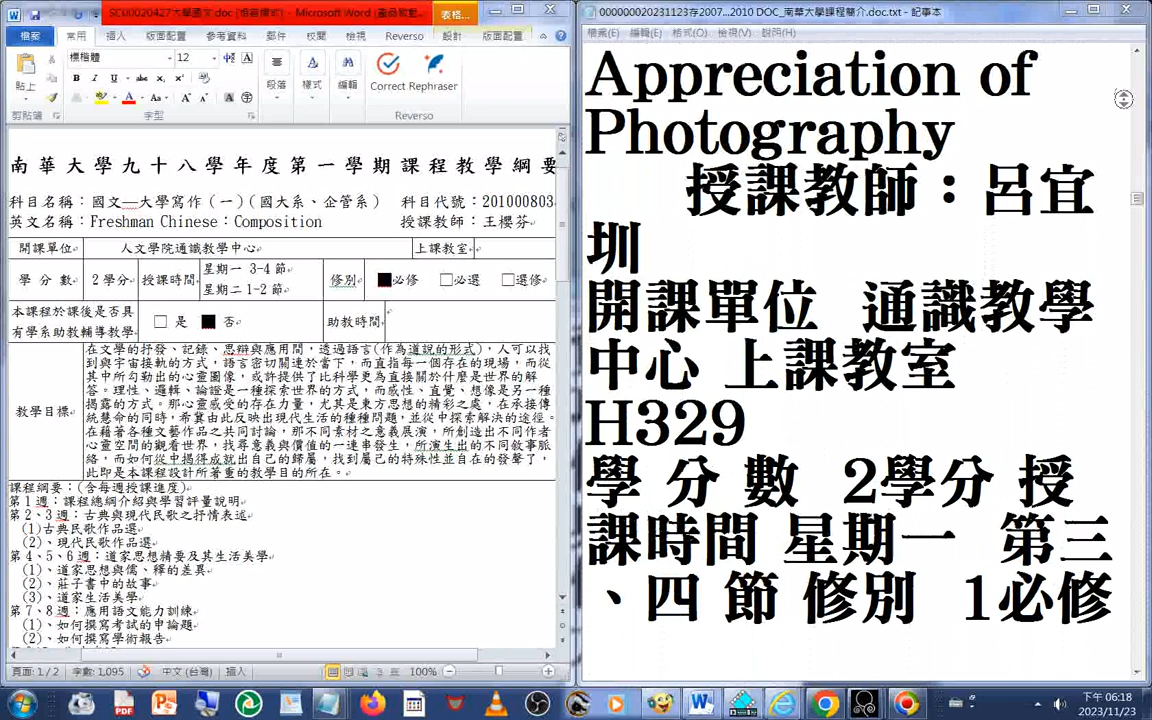 SCU00020427大學國文.doc [相容模式] - Microsoft Word (產品啟動...
表格...
檔案 常用 插入 版面配置 參考資料 郵件 校閱 檢視 Reverso 設計 版面配置
貼上
標楷體 12
段落 樣式 編輯
Correct Rephraser
剪貼簿 字型 Reverso
南華大學九十八學年度第一學期課程教學綱要
科目名稱：國文—大學寫作(一)(國大系、企管系) 科目代號：201000803
英文名稱：Freshman Chinese：Composition 授課教師：王櫻芬
開課單位 人文學院通識教學中心 上課教室
學 分 數 2學分 授課時間 星期一 3-4節 修別 ■必修 □必選 □選修
星期二1-2節
本課程於課後是否具 □ 是 ■ 否 助教時間
有學系助教輔導教學
教學目標
在文學的抒發、記錄、思辯與應用間，透過語言(作為道說的形式)，人可以找
到與宇宙接軌的方式，語言密切關連於當下，而直指每一個存在的現場，而從
其中所勾勒出的心靈圖像，或許提供了比科學更為直接關於什麼是世界的解
答。理性、邏輯、論證是一種探索世界的方式，而感性、直覺、想像是另一種
揭露的方式。那心靈感受的存在力量，尤其是東方思想的精彩之處，在承接傳
統慧命的同時，希冀由此反映出現代生活的種種問題，並從中探索解決的途徑。
在藉著各種文藝作品之共同討論，那不同素材之意義展演，所創造出不同作者
心靈空間的觀看世界，找尋意義與價值的一連串發生，所演生出的不同敘事脈
絡，而如何從中揭得成就出自己的歸屬，找到屬己的特殊性並自在的發聲了，
此即是本課程設計所著重的教學目的所在。
課程綱要：(含每週授課進度)
第1週：課程總綱介紹與學習評量說明
第2、3週：古典與現代民歌之抒情表述
(1)古典民歌作品選
(2)、現代民歌作品選
第4、5、6週：道家思想精要及其生活美學
(1)、道家思想與儒、釋的差異
(2)、莊子書中的故事
(3)、道家生活美學
第7、8週：應用語文能力訓練
(1)、如何撰寫考試的申論題
(2)、如何撰寫學術報告
頁面: 1 / 2 字數: 1,095 中文 (台灣) 插入 100%
000000020231123存2007...2010 DOC_南華大學課程簡介.doc.txt - 記事本
檔案(F) 編輯(E) 格式(O) 檢視(V) 說明(H)
Appreciation of
Photography
授課教師：呂宜
圳
開課單位 通識教學
中心 上課教室
H329
學 分 數 2學分 授
課時間 星期一 第三
、四 節 修別 1必修
下午 06:18
2023/11/23